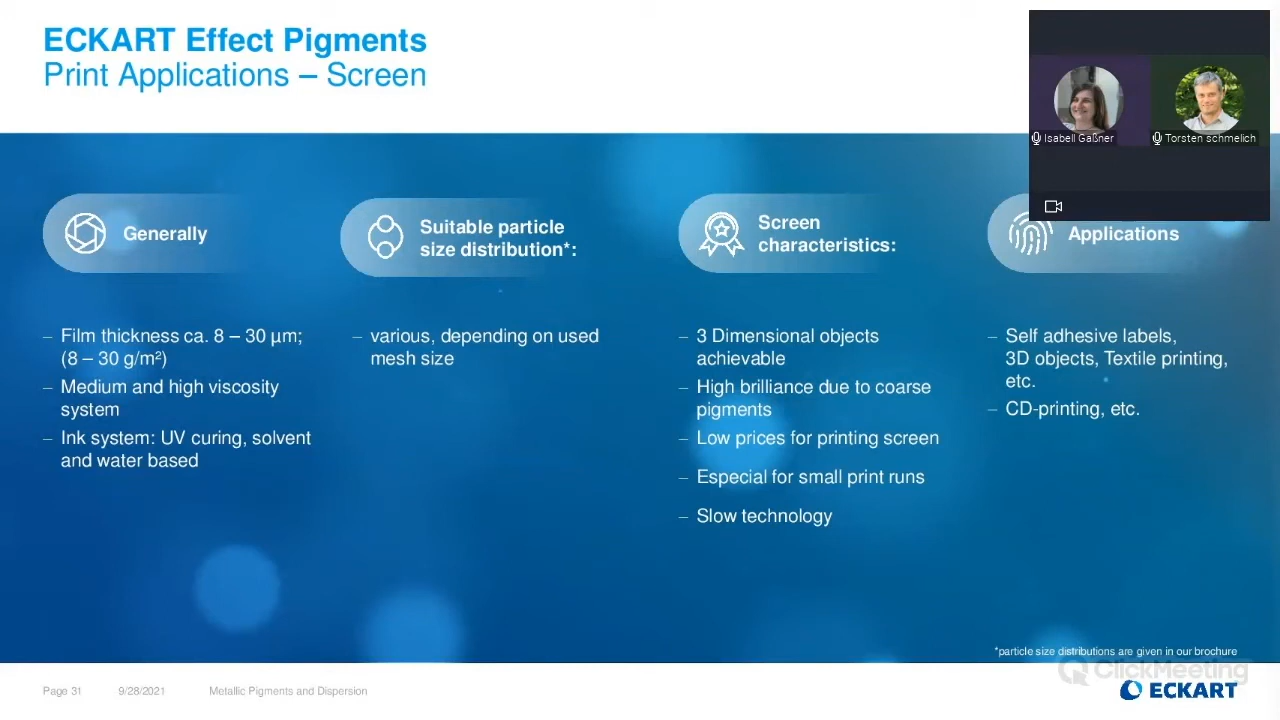 ECKART Effect Pigments
Print Applications – Screen
Isabell Gaßner
Torsten schmelich
Generally
– Film thickness ca. 8 – 30 µm;
(8 – 30 g/m²)
– Medium and high viscosity
system
– Ink system: UV curing, solvent
and water based
Suitable particle
size distribution*:
– various, depending on used
mesh size
Screen
characteristics:
– 3 Dimensional objects
achievable
– High brilliance due to coarse
pigments
– Low prices for printing screen
– Especial for small print runs
– Slow technology
Applications
– Self adhesive labels,
3D objects, Textile printing,
etc.
– CD-printing, etc.
*particle size distributions are given in our brochure
ClickMeeting
Page 31
9/28/2021
Metallic Pigments and Dispersion
ECKART